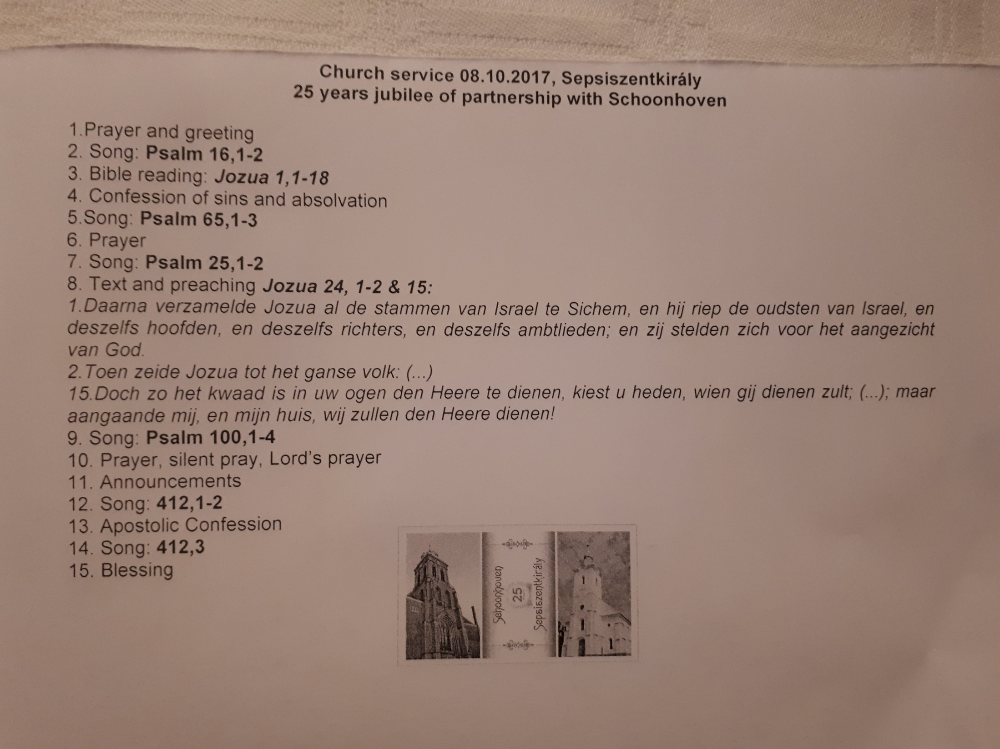 Church service 08.10.2017, Sepsiszentkirály
25 years jubilee of partnership with Schoonhoven
1.Prayer and greeting
2. Song: Psalm 16,1-2
3. Bible reading: Jozua 1,1-18
4. Confession of sins and absolvation
5.Song: Psalm 65,1-3
6. Prayer
7. Song: Psalm 25,1-2
8. Text and preaching Jozua 24, 1-2 & 15:
1.Daarna verzamelde Jozua al de stammen van Israel te Sichem, en hij riep de oudsten van Israel, en
deszelfs hoofden, en deszelfs richters, en deszelfs ambtlieden; en zij stelden zich voor het aangezicht
van God.
2.Toen zeide Jozua tot het ganse volk: (...)
15.Doch zo het kwaad is in uw ogen den Heere te dienen, kiest u heden, wien gij dienen zult; (...); maar
aangaande mij, en mijn huis, wij zullen den Heere dienen!
9. Song: Psalm 100,1-4
10. Prayer, silent pray, Lord's prayer
11. Announcements
12. Song: 412,1-2
13. Apostolic Confession
14. Song: 412,3
15. Blessing
Schoonhoven
25
Sepsiszentkirály